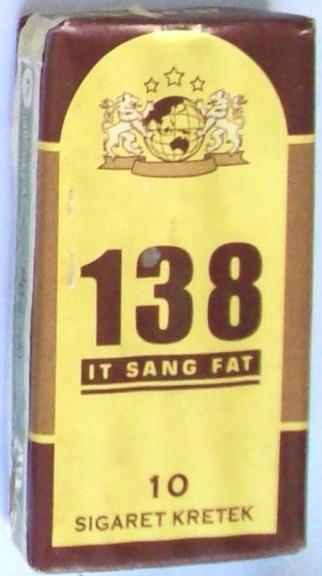 138
IT SANG FAT
10
SIGARET KRETEK